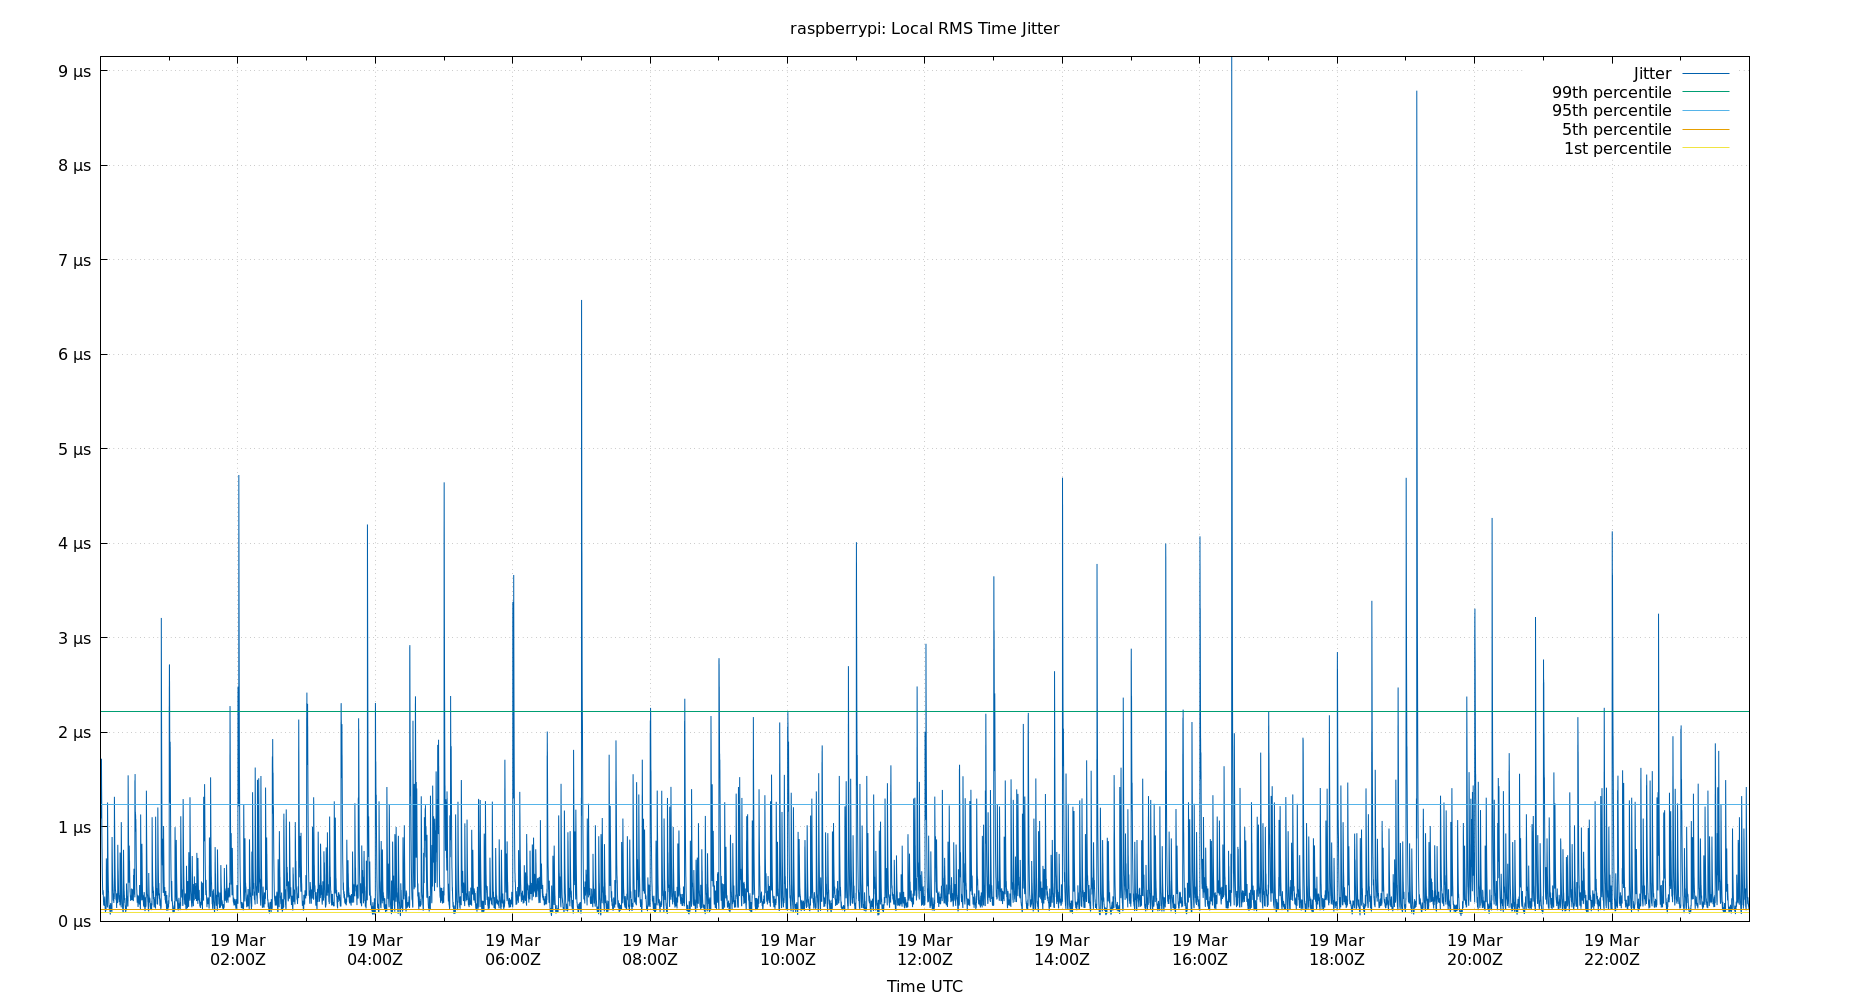 raspberrypi: Local RMS Time Jitter
9 µs
8 µs
7 µs
6 µs
5 µs
4 µs
3 µs
2 µs
1 µs
0 µs
Jitter
99th percentile
95th percentile
5th percentile
1st percentile
19 Mar 19 Mar 19 Mar 19 Mar 19 Mar 19 Mar 19 Mar 19 Mar 19 Mar 19 Mar 19 Mar
02:00Z 04:00Z 06:00Z 08:00Z 10:00Z 12:00Z 14:00Z 16:00Z 18:00Z 20:00Z 22:00Z
Time UTC